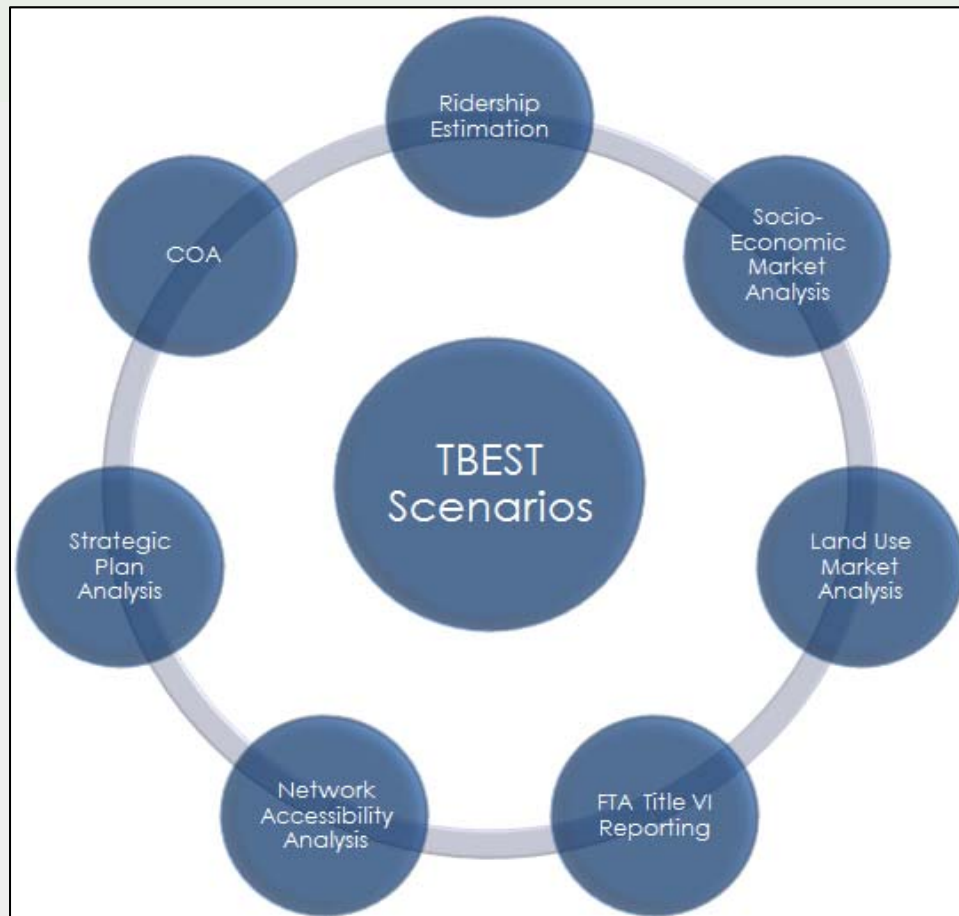 Ridership
Estimation
Socio-
Economic
Market
Analysis
Land Use
Market
Analysis
FTA Title VI
Reporting
Network
Accessibility
Analysis
Strategic
Plan
Analysis
COA
TBEST
Scenarios